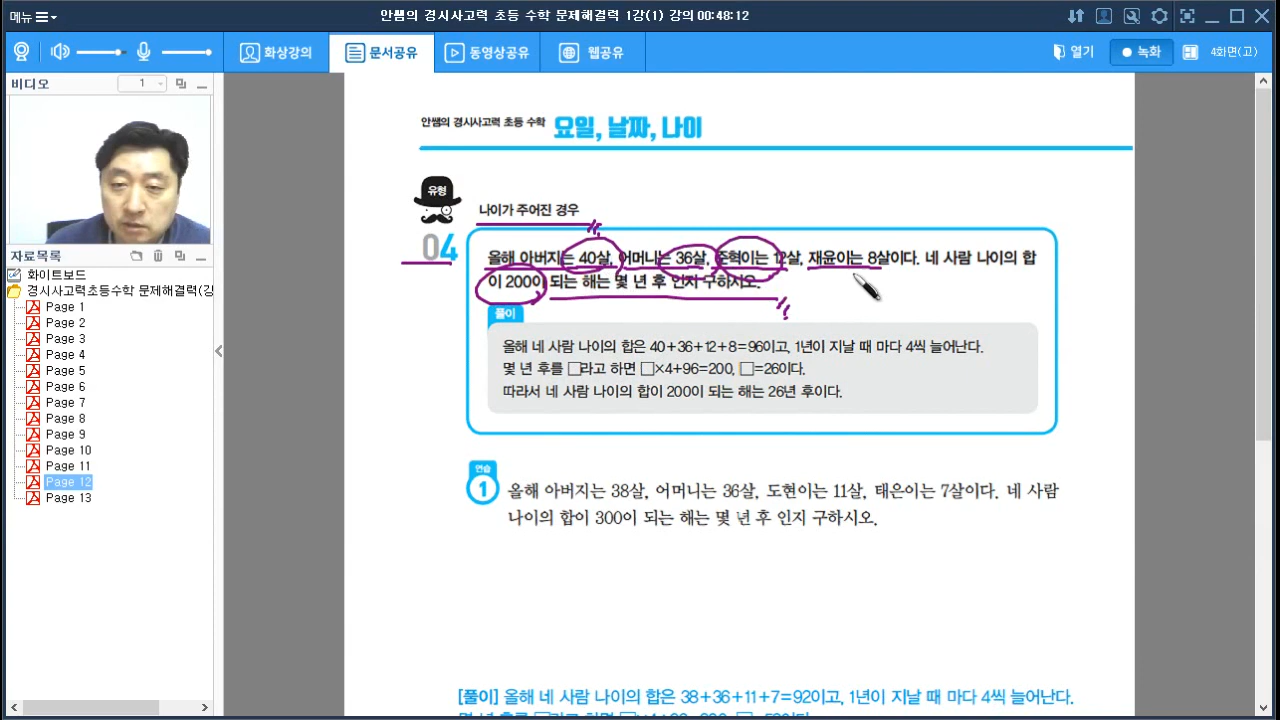 메뉴
안쌤의 경시사고력 초등 수학 문제해결력 1강(1) 강의 00:48:12
화상강의
문서공유
동영상공유
웹공유
열기
녹화
4화면(고)
비디오
1
자료목록
화이트보드
경시사고력초등수학 문제해결력(강
Page 1
Page 2
Page 3
Page 4
Page 5
Page 6
Page 7
Page 8
Page 9
Page 10
Page 11
Page 12
Page 13
안쌤의 경시사고력 초등 수학 요일, 날짜, 나이
유형
나이가 주어진 경우
04
올해 아버지는 40살, 어머니는 36살, 준혁이는 12살, 재윤이는 8살이다. 네 사람 나이의 합
이 200이 되는 해는 몇 년 후 인지 구하시오.
풀이
올해 네 사람 나이의 합은 40+36+12+8=96이고, 1년이 지날 때 마다 4씩 늘어난다.
몇 년 후를 □라고 하면 □×4+96=200, □=26이다.
따라서 네 사람 나이의 합이 200이 되는 해는 26년 후이다.
연습
1
올해 아버지는 38살, 어머니는 36살, 도현이는 11살, 태은이는 7살이다. 네 사람
나이의 합이 300이 되는 해는 몇 년 후 인지 구하시오.
[풀이] 올해 네 사람 나이의 합은 38+36+11+7=92이고, 1년이 지날 때 마다 4씩 늘어난다.